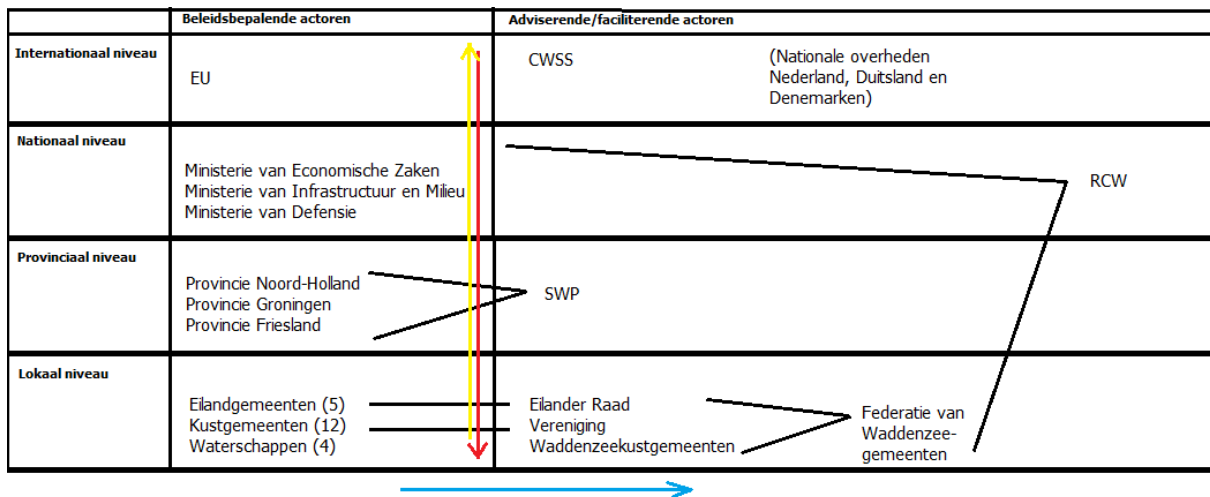 Beleidsbepalende actoren
Adviserende/faciliterende actoren
Internationaal niveau
EU
CWSS
(Nationale overheden
Nederland, Duitsland en
Denemarken)
Nationaal niveau
Ministerie van Economische Zaken
Ministerie van Infrastructuur en Milieu
Ministerie van Defensie
RCW
Provinciaal niveau
Provincie Noord-Holland
Provincie Groningen
Provincie Friesland
SWP
Lokaal niveau
Eilandgemeenten (5)
Kustgemeenten (12)
Waterschappen (4)
Eilander Raad
Vereniging
Waddenzeekustgemeenten
Federatie van
Waddenzee-
gemeenten